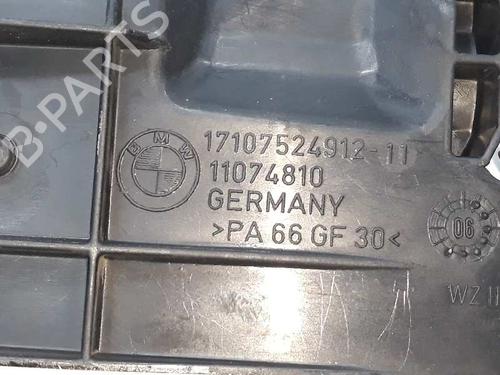 B-PARTS
BMW
17107524912-11
11074810
GERMANY
>PA 66 GF 30<
06
WZ